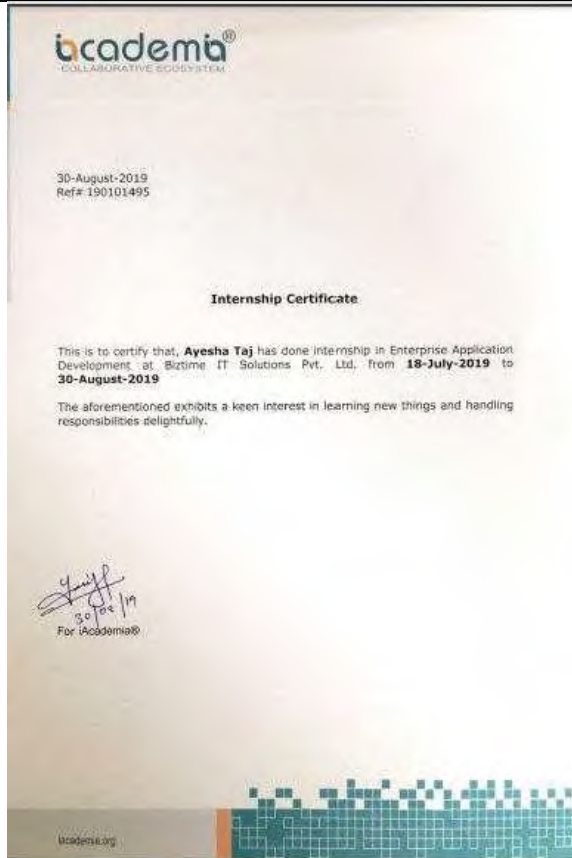 iacademia®
COLLABORATIVE ECOSYSTEM
30-August-2019
Ref# 190101495
Internship Certificate
This is to certify that, Ayesha Taj has done internship in Enterprise Application
Development at Biztime IT Solutions Pvt. Ltd. from 18-July-2019 to
30-August-2019
The aforementioned exhibits a keen interest in learning new things and handling
responsibilities delightfully.
30/08/19
For iAcademia®
iacademia.org